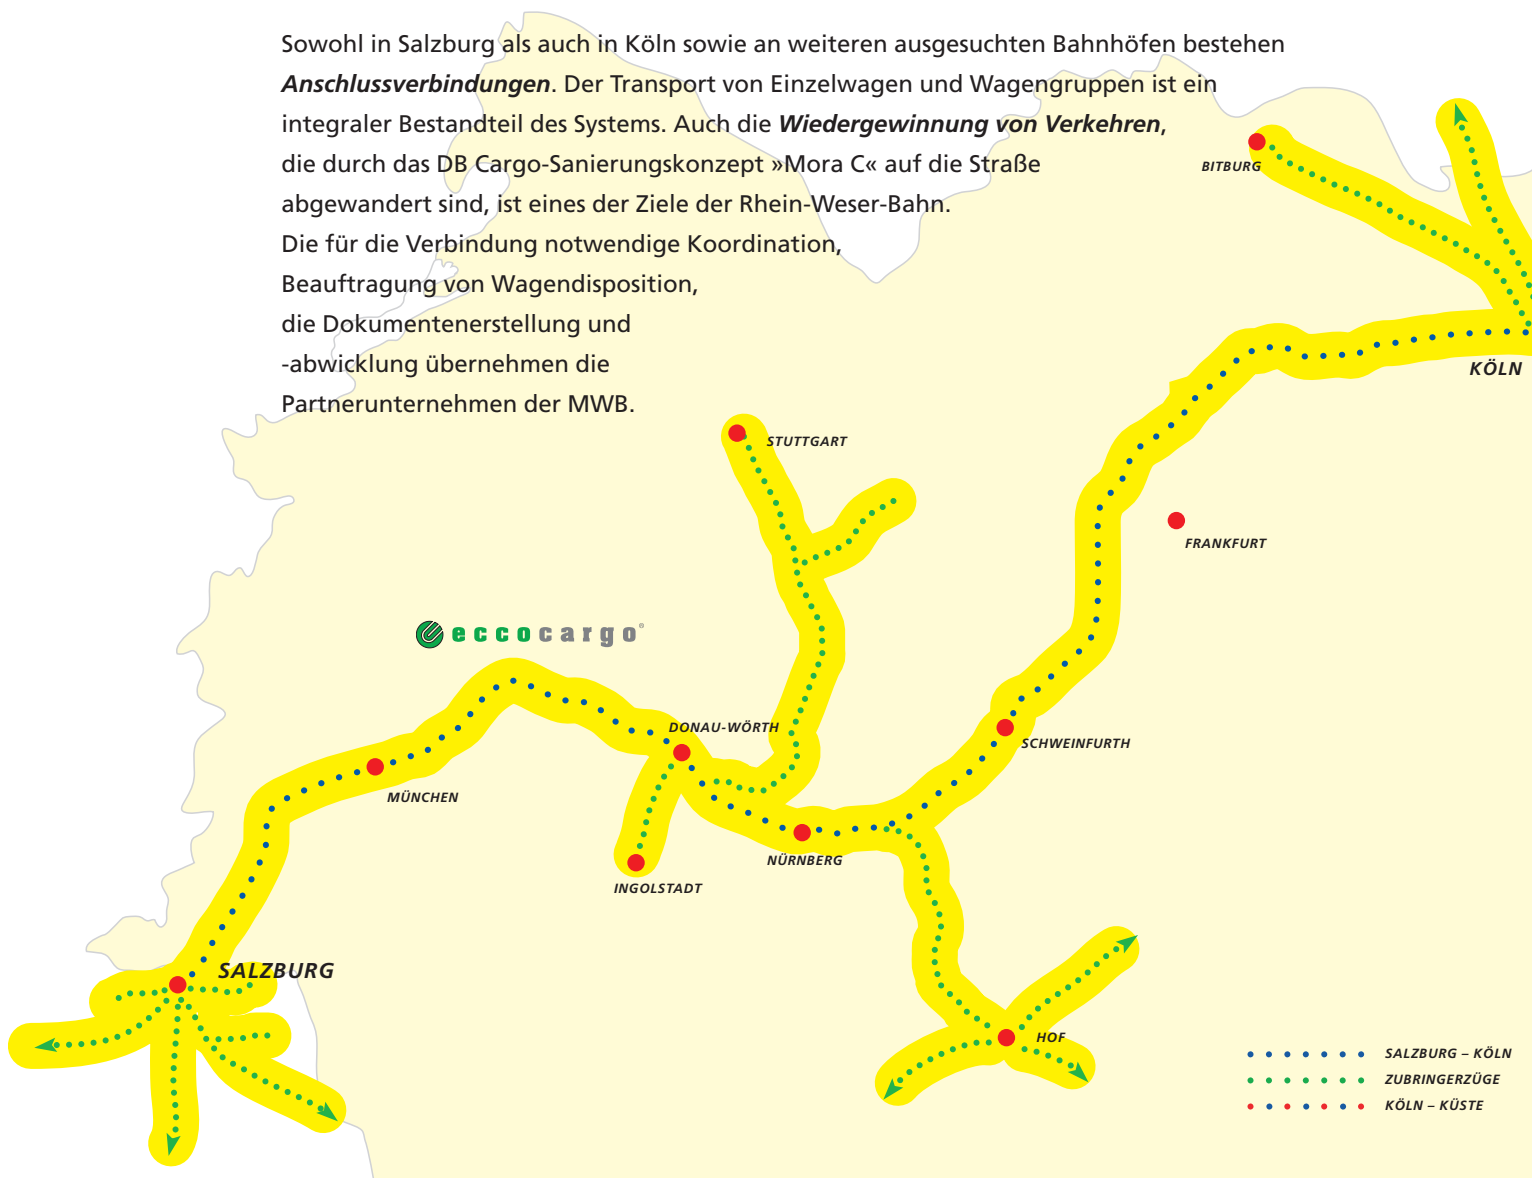 Sowohl in Salzburg als auch in Köln sowie an weiteren ausgesuchten Bahnhöfen bestehen
Anschlussverbindungen. Der Transport von Einzelwagen und Wagengruppen ist ein
integraler Bestandteil des Systems. Auch die Wiedergewinnung von Verkehren,
die durch das DB Cargo-Sanierungskonzept »Mora C« auf die Straße
abgewandert sind, ist eines der Ziele der Rhein-Weser-Bahn.
Die für die Verbindung notwendige Koordination,
Beauftragung von Wagendisposition,
die Dokumentenerstellung und
-abwicklung übernehmen die
Partnerunternehmen der MWB.
BITBURG
KÖLN
STUTTGART
FRANKFURT
eccocargo®
DONAU-WÖRTH
SCHWEINFURTH
MÜNCHEN
NÜRNBERG
INGOLSTADT
SALZBURG
HOF
SALZBURG – KÖLN
ZUBRINGERZÜGE
KÖLN – KÜSTE